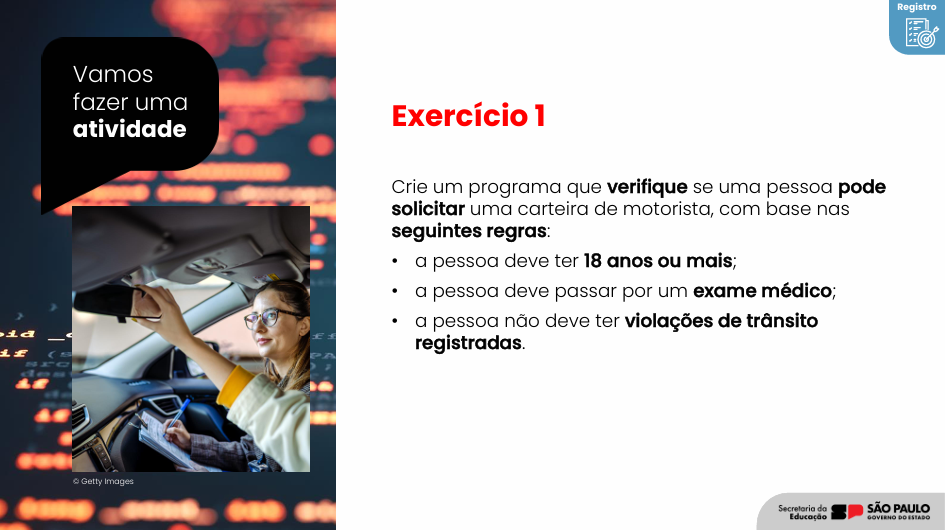 Registro
Vamos
fazer uma
atividade
Exercício 1
Crie um programa que verifique se uma pessoa pode
solicitar uma carteira de motorista, com base nas
seguintes regras:
• a pessoa deve ter 18 anos ou mais;
• a pessoa deve passar por um exame médico;
• a pessoa não deve ter violações de trânsito
registradas.
© Getty Images
Secretaria da
Educação
SÃO PAULO
GOVERNO DO ESTADO
if
if
if